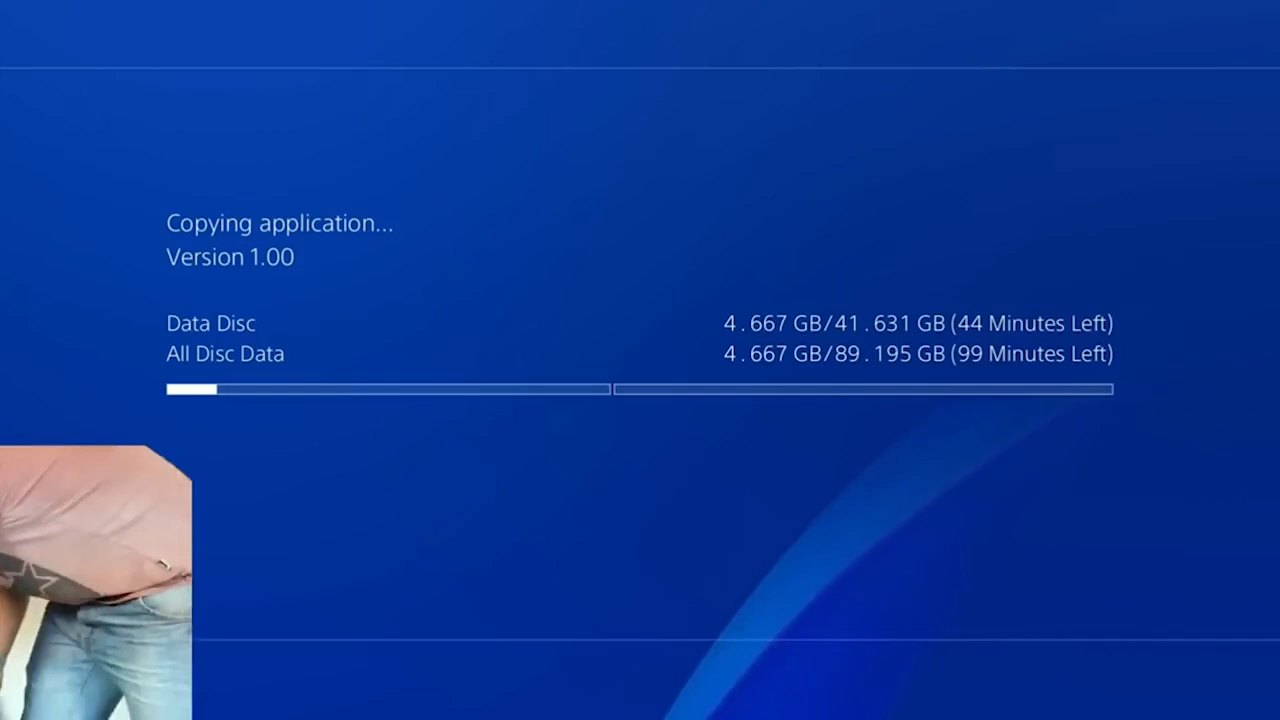 Copying application...
Version 1.00
Data Disc 4.667 GB/41.631 GB (44 Minutes Left)
All Disc Data 4.667 GB/89.195 GB (99 Minutes Left)